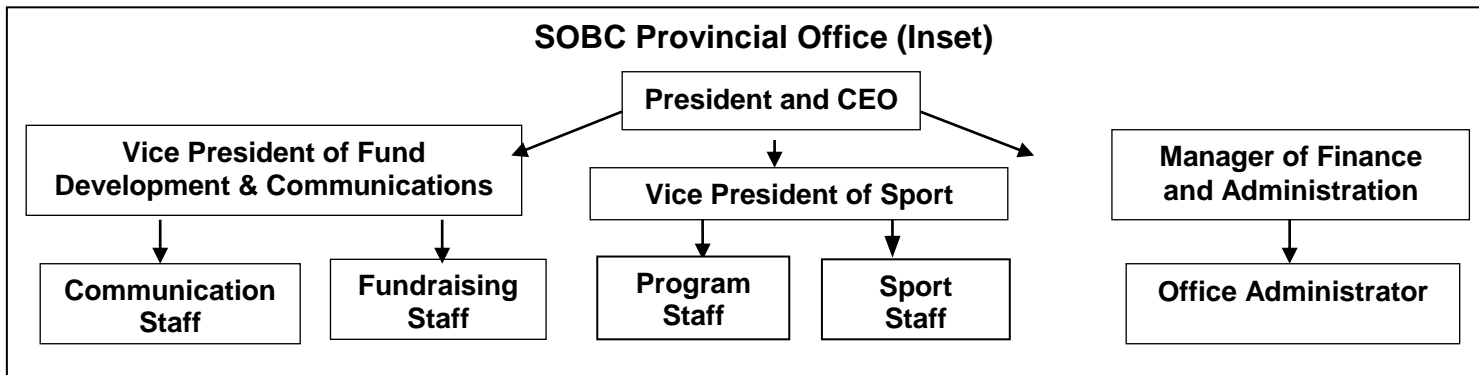 SOBC Provincial Office (Inset)
President and CEO
Vice President of Fund
Development & Communications
Vice President of Sport
Manager of Finance
and Administration
Communication
Staff
Fundraising
Staff
Program
Staff
Sport
Staff
Office Administrator